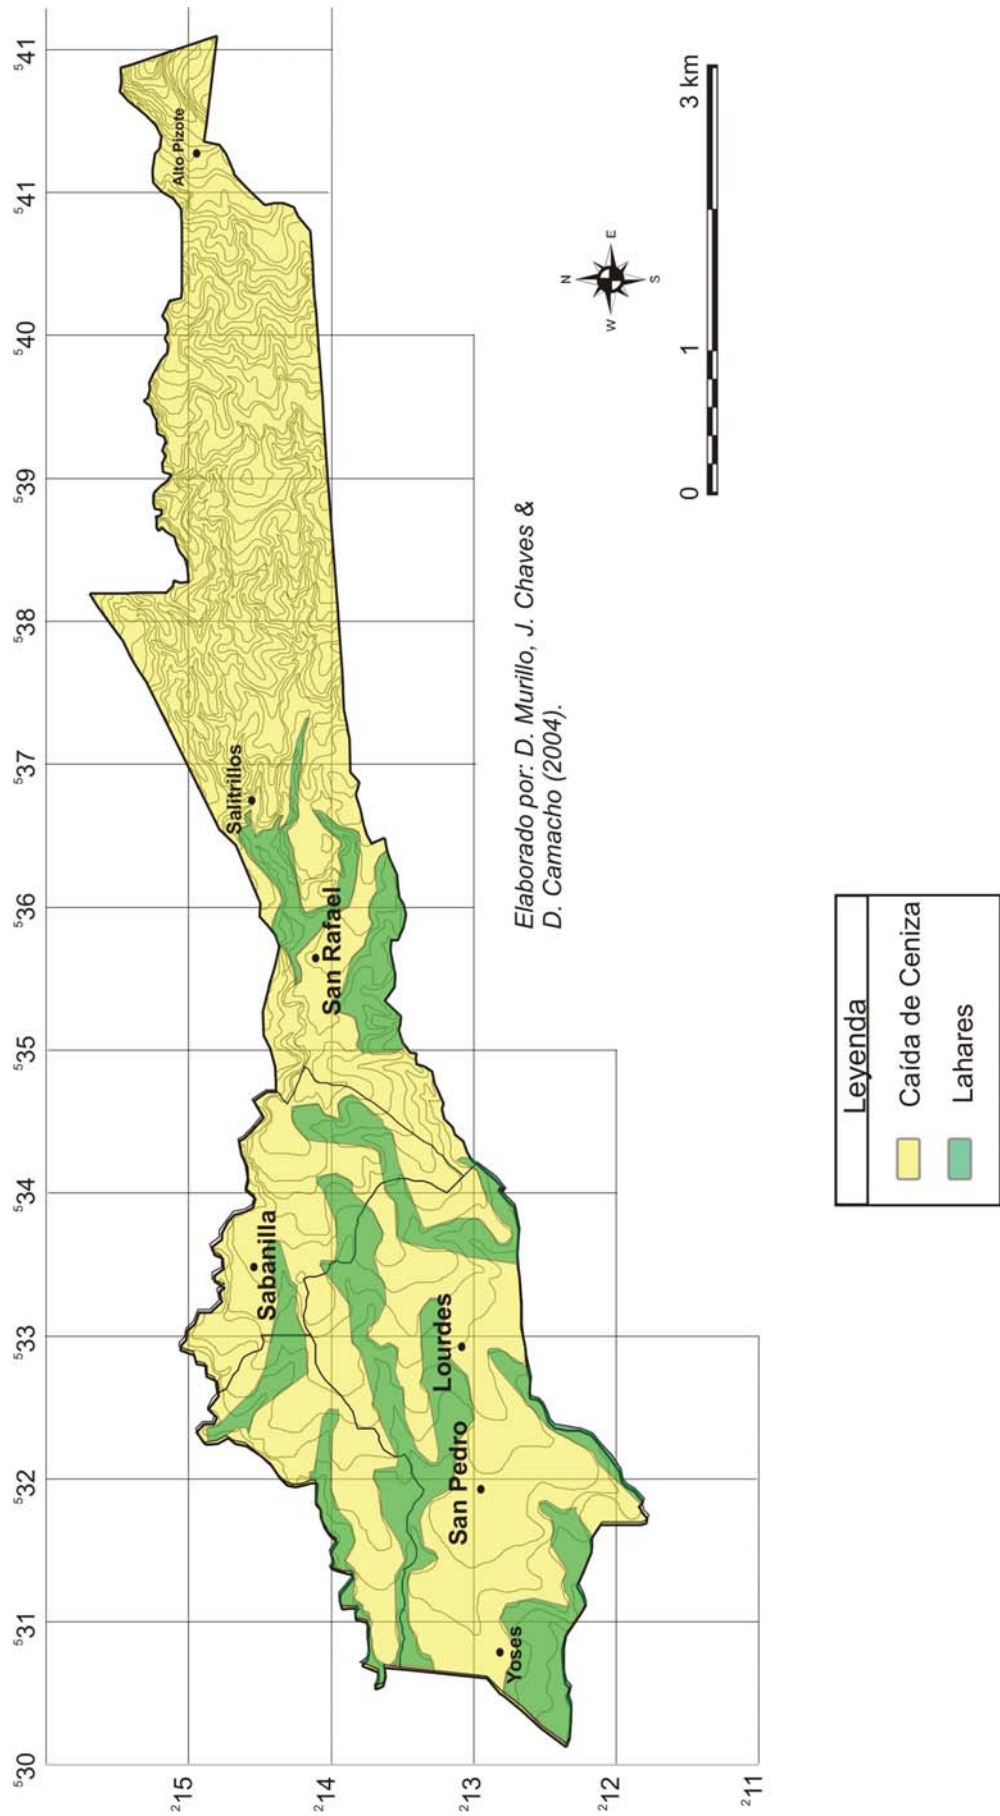 ⁵30
⁵31
⁵32
⁵33
⁵34
⁵35
⁵36
⁵37
⁵38
⁵39
⁵40
⁵41
⁵41
²15
²14
²13
²12
²11
Alto Pizote
Salitrillos
San Rafael
Sabanilla
Lourdes
San Pedro
Yoses
Elaborado por: D. Murillo, J. Chaves &
D. Camacho (2004).
N
E
S
W
0
1
3 km
Leyenda
Caída de Ceniza
Lahares